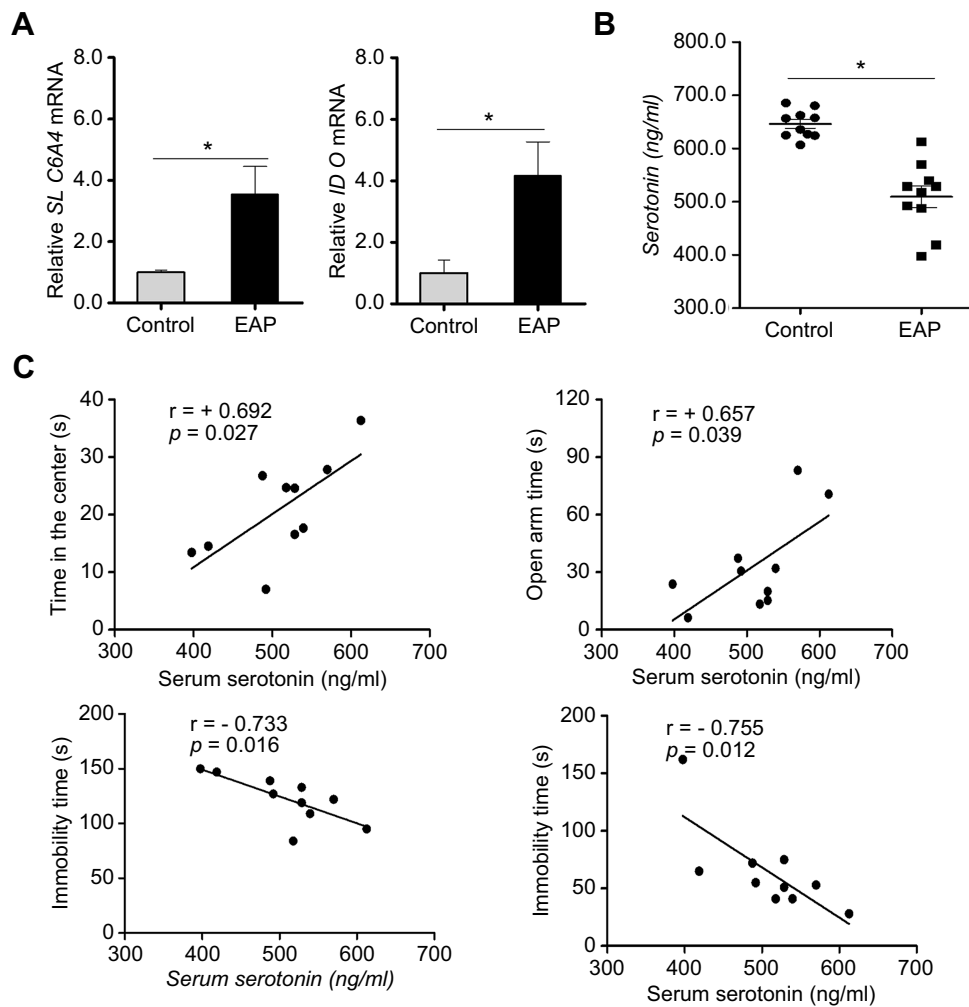 A
Relative SL C6A4 mRNA
8.0
6.0
4.0
2.0
0.0
*
Control
EAP
Relative ID O mRNA
8.0
6.0
4.0
2.0
0.0
*
Control
EAP
B
Serotonin (ng/ml)
800.0
700.0
600.0
500.0
400.0
300.0
*
Control
EAP
C
Time in the center (s)
40
30
20
10
0
r = + 0.692
p = 0.027
300 400 500 600 700
Serum serotonin (ng/ml)
Open arm time (s)
120
90
60
30
0
r = + 0.657
p = 0.039
300 400 500 600 700
Serum serotonin (ng/ml)
Immobility time (s)
200
150
100
50
0
r = - 0.733
p = 0.016
300 400 500 600 700
Serum serotonin (ng/ml)
Immobility time (s)
200
150
100
50
0
r = - 0.755
p = 0.012
300 400 500 600 700
Serum serotonin (ng/ml)